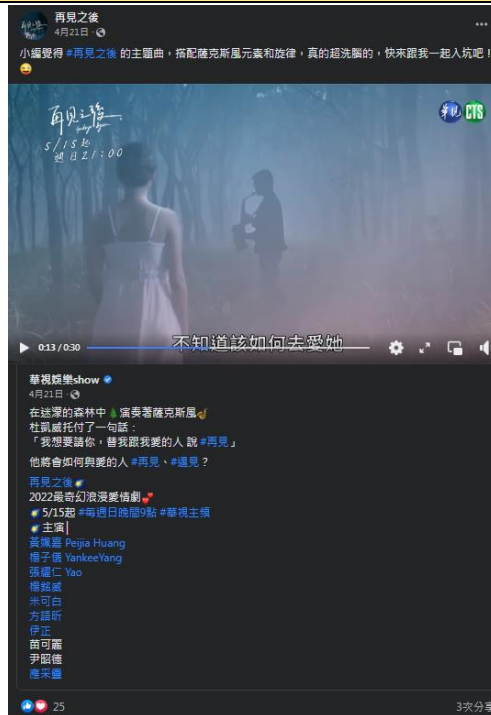 再見之後
4月21日
小編覺得 #再見之後 的主題曲，搭配薩克斯風元素和旋律，真的超洗腦的，快來跟我一起入坑吧！
再見之後
5/15起
週日21:00
華視 CTS
不知道該如何去愛她
0:13 / 0:30
華視娛樂show
4月21日
在迷濛的森林中🌲演奏著薩克斯風🎷
杜凱威托付了一句話：
「我想要請你，替我跟我愛的人 說 #再見」
他將會如何與愛的人 #再見、#遇見？
再見之後
2022最奇幻浪漫愛情劇💕
5/15起 #每週日晚間9點 #華視主頻
主演|
黃姵嘉 Peijia Huang
楊子儀 YankeeYang
張耀仁 Yao
楊銘威
米可白
方語昕
伊正
苗可麗
尹昭德
應采靈
25
3次分享